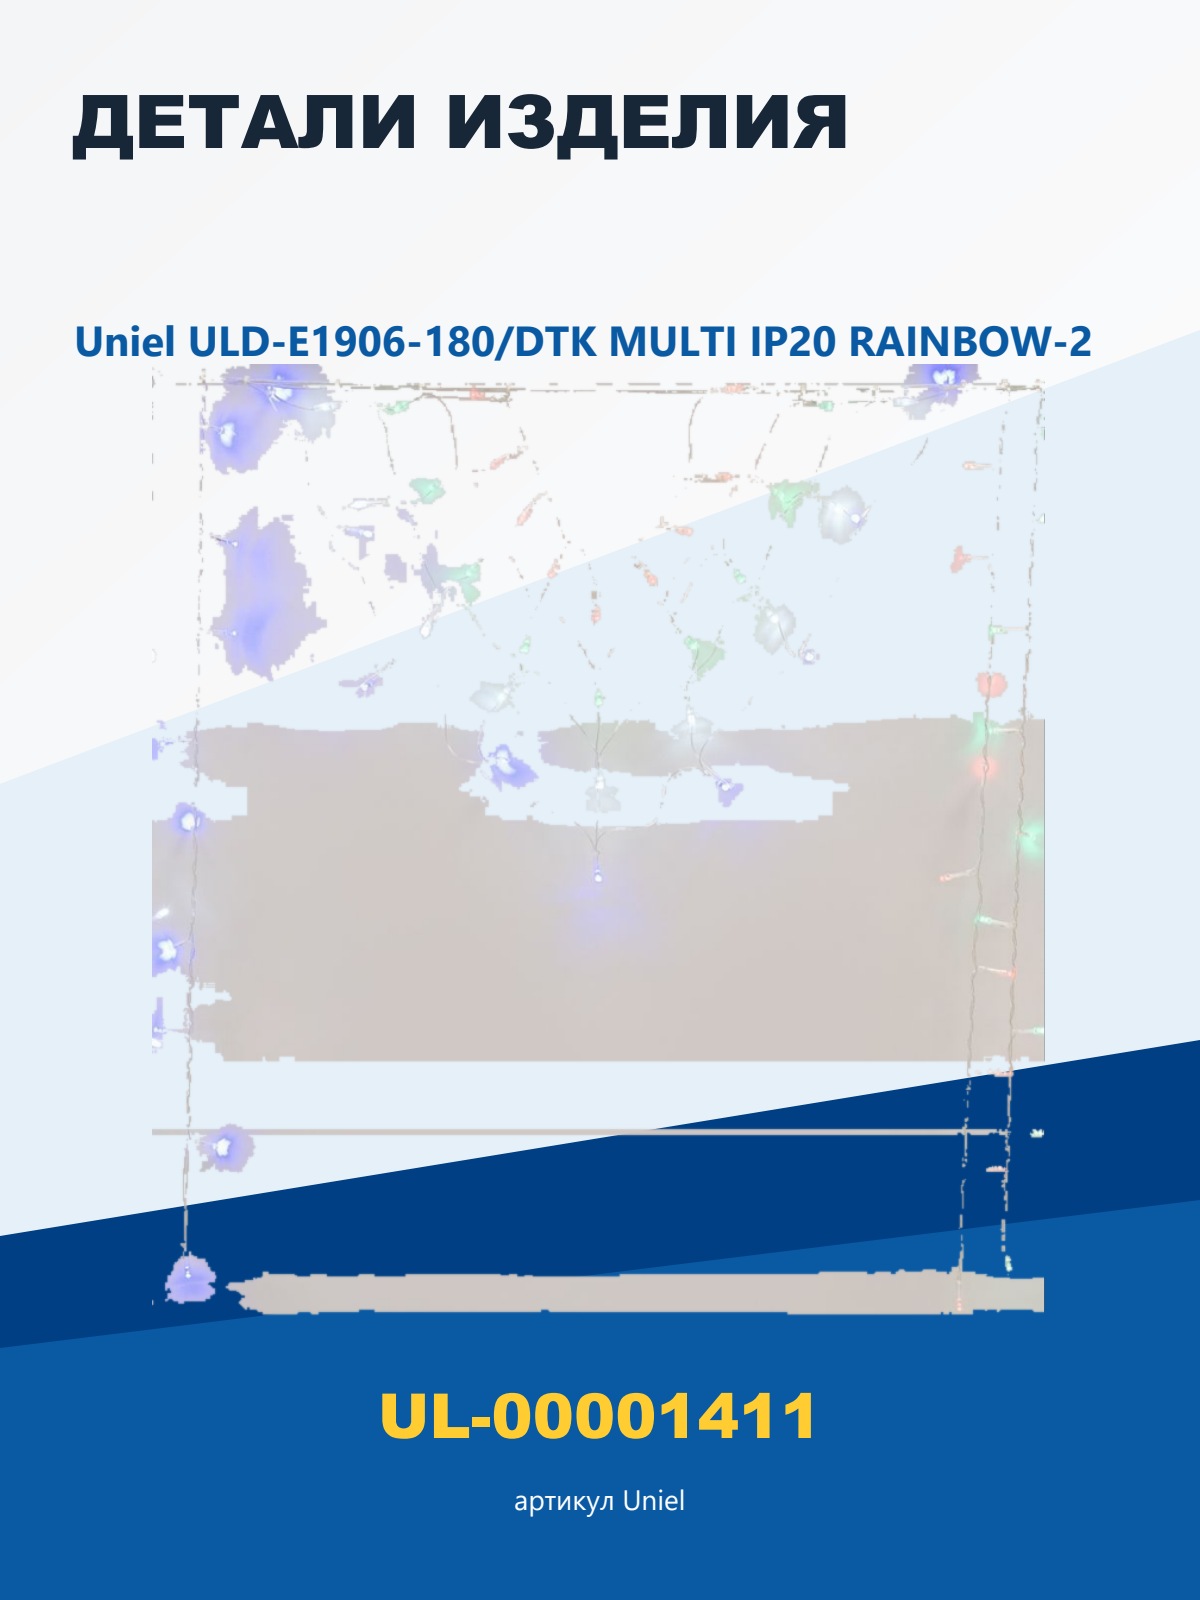 ДЕТАЛИ ИЗДЕЛИЯ
Uniel ULD-E1906-180/DTK MULTI IP20 RAINBOW-2
UL-00001411
артикул Uniel